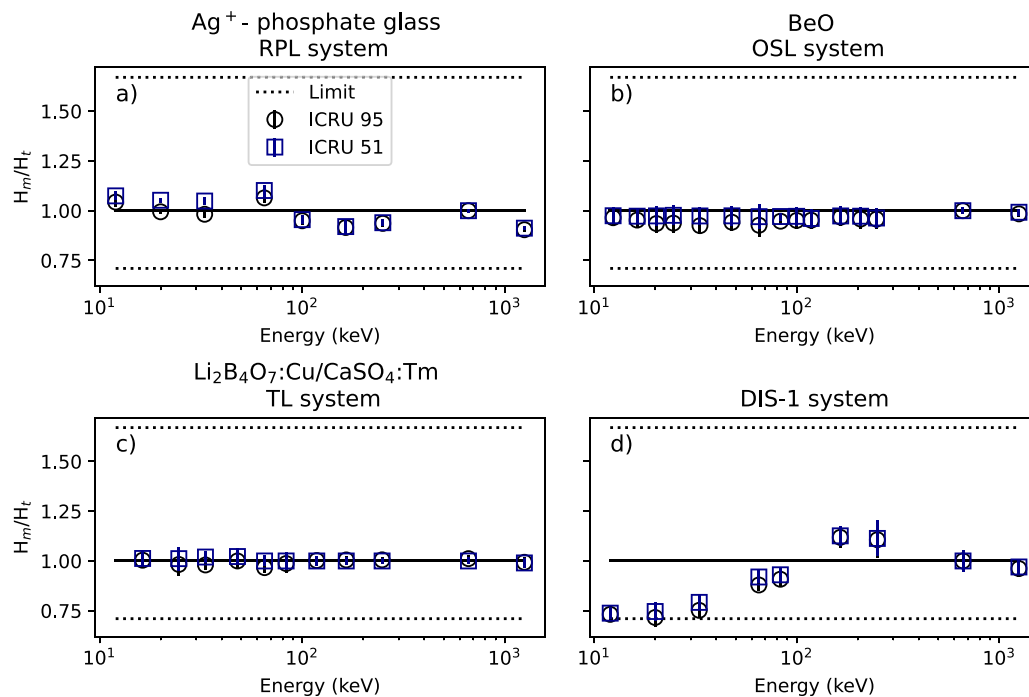 Ag⁺- phosphate glass
RPL system
BeO
OSL system
a)
Limit
ICRU 95
ICRU 51
b)
1.50
1.25
1.00
0.75
Hₘ/Hₜ
10¹ 10² 10³
Energy (keV)
10¹ 10² 10³
Energy (keV)
Li₂B₄O₇:Cu/CaSO₄:Tm
TL system
DIS-1 system
c)
d)
1.50
1.25
1.00
0.75
Hₘ/Hₜ
10¹ 10² 10³
Energy (keV)
10¹ 10² 10³
Energy (keV)